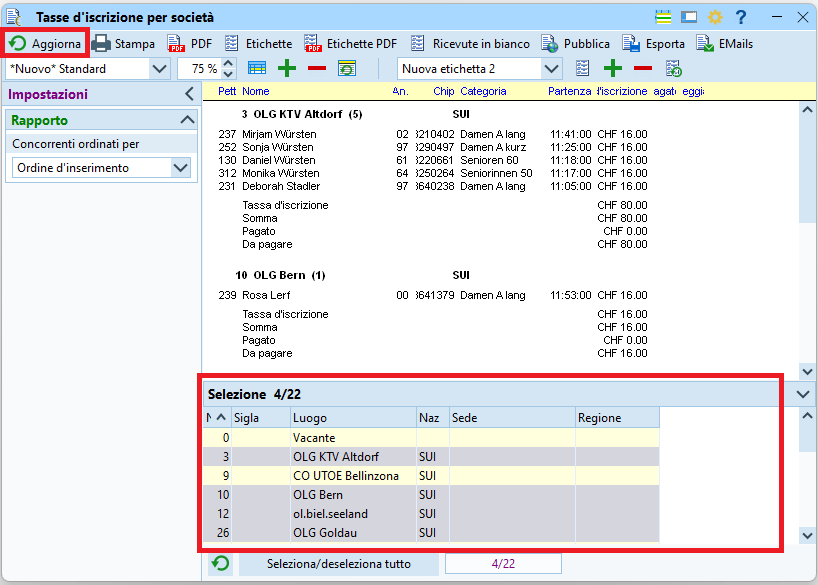 Tasse d'iscrizione per società
Aggiorna Stampa PDF Etichette Etichette PDF Ricevute in bianco Pubblica Esporta EMails
*Nuovo* Standard 75 % Nuova etichetta 2
Impostazioni
Rapporto
Concorrenti ordinati per
Ordine d'inserimento
Pett Nome An. Chip Categoria Partenza l'iscrizione agato eggia
3 OLG KTV Altdorf (5) SUI
237 Mirjam Würsten 02 3210402 Damen A lang 11:41:00 CHF 16.00
252 Sonja Würsten 97 3290497 Damen A kurz 11:25:00 CHF 16.00
130 Daniel Würsten 61 3220661 Senioren 60 11:18:00 CHF 16.00
312 Monika Würsten 64 3250264 Seniorinnen 50 11:17:00 CHF 16.00
231 Deborah Stadler 97 3640238 Damen A lang 11:05:00 CHF 16.00
Tassa d'iscrizione CHF 80.00
Somma CHF 80.00
Pagato CHF 0.00
Da pagare CHF 80.00
10 OLG Bern (1) SUI
239 Rosa Lerf 00 3641379 Damen A lang 11:53:00 CHF 16.00
Tassa d'iscrizione CHF 16.00
Somma CHF 16.00
Pagato CHF 0.00
Da pagare CHF 16.00
Selezione 4/22
N Sigla Luogo Naz Sede Regione
0 Vacante
3 OLG KTV Altdorf SUI
9 CO UTOE Bellinzona SUI
10 OLG Bern SUI
12 ol.biel.seeland SUI
26 OLG Goldau SUI
Seleziona/deseleziona tutto 4/22